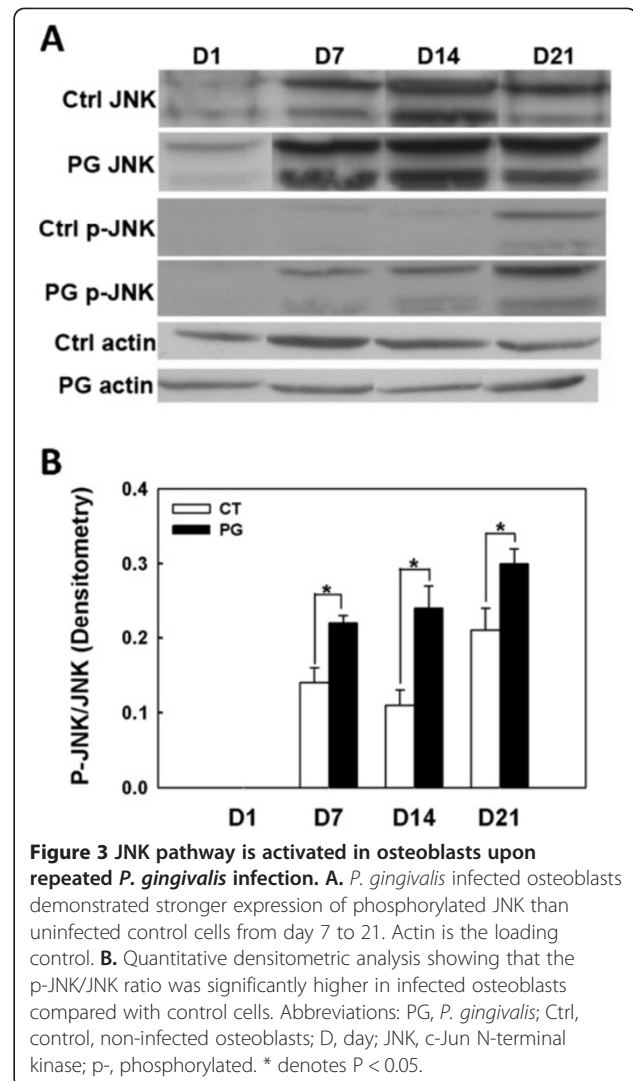 A
D1 D7 D14 D21
Ctrl JNK
PG JNK
Ctrl p-JNK
PG p-JNK
Ctrl actin
PG actin
B
P-JNK/JNK (Densitometry)
0.4
0.3
0.2
0.1
0.0
CT
PG
* * *
D1 D7 D14 D21
Figure 3 JNK pathway is activated in osteoblasts upon
repeated P. gingivalis infection. A. P. gingivalis infected osteoblasts
demonstrated stronger expression of phosphorylated JNK than
uninfected control cells from day 7 to 21. Actin is the loading
control. B. Quantitative densitometric analysis showing that the
p-JNK/JNK ratio was significantly higher in infected osteoblasts
compared with control cells. Abbreviations: PG, P. gingivalis; Ctrl,
control, non-infected osteoblasts; D, day; JNK, c-Jun N-terminal
kinase; p-, phosphorylated. * denotes P < 0.05.